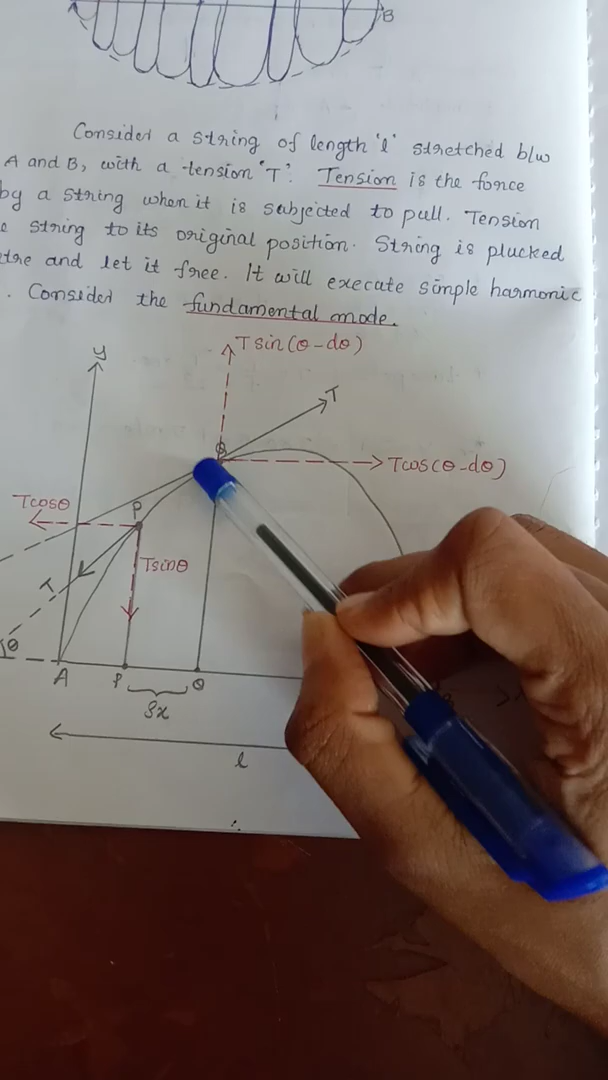 B
Consider a string of length 'l' stretched b/w
A and B, with a tension 'T'. Tension is the force
by a string when it is subjected to pull. Tension
string to its original position. String is plucked
and let it free. It will execute simple harmonic
. Consider the fundamental mode.
y
T sin(θ-dθ)
T
Q
Tcos(θ-dθ)
Tcosθ
P
T
Tsinθ
θ
A P Q
δx
l